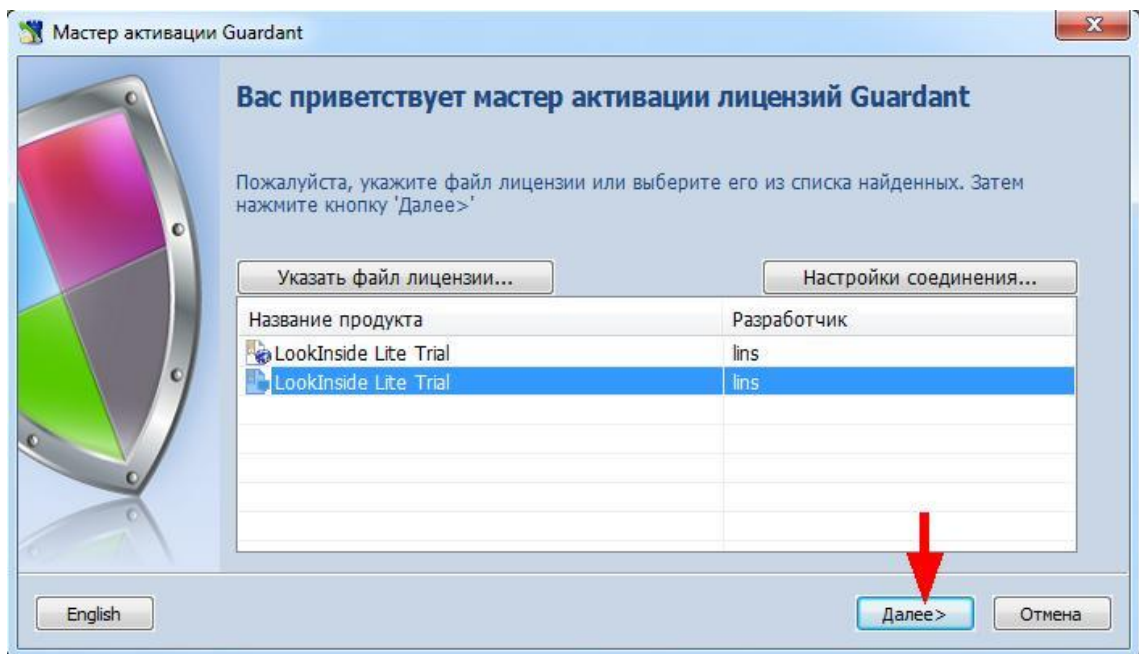 Мастер активации Guardant
Вас приветствует мастер активации лицензий Guardant
Пожалуйста, укажите файл лицензии или выберите его из списка найденных. Затем
нажмите кнопку 'Далее>'
Указать файл лицензии... Настройки соединения...
Название продукта Разработчик
LookInside Lite Trial lins
LookInside Lite Trial lins
English Далее> Отмена